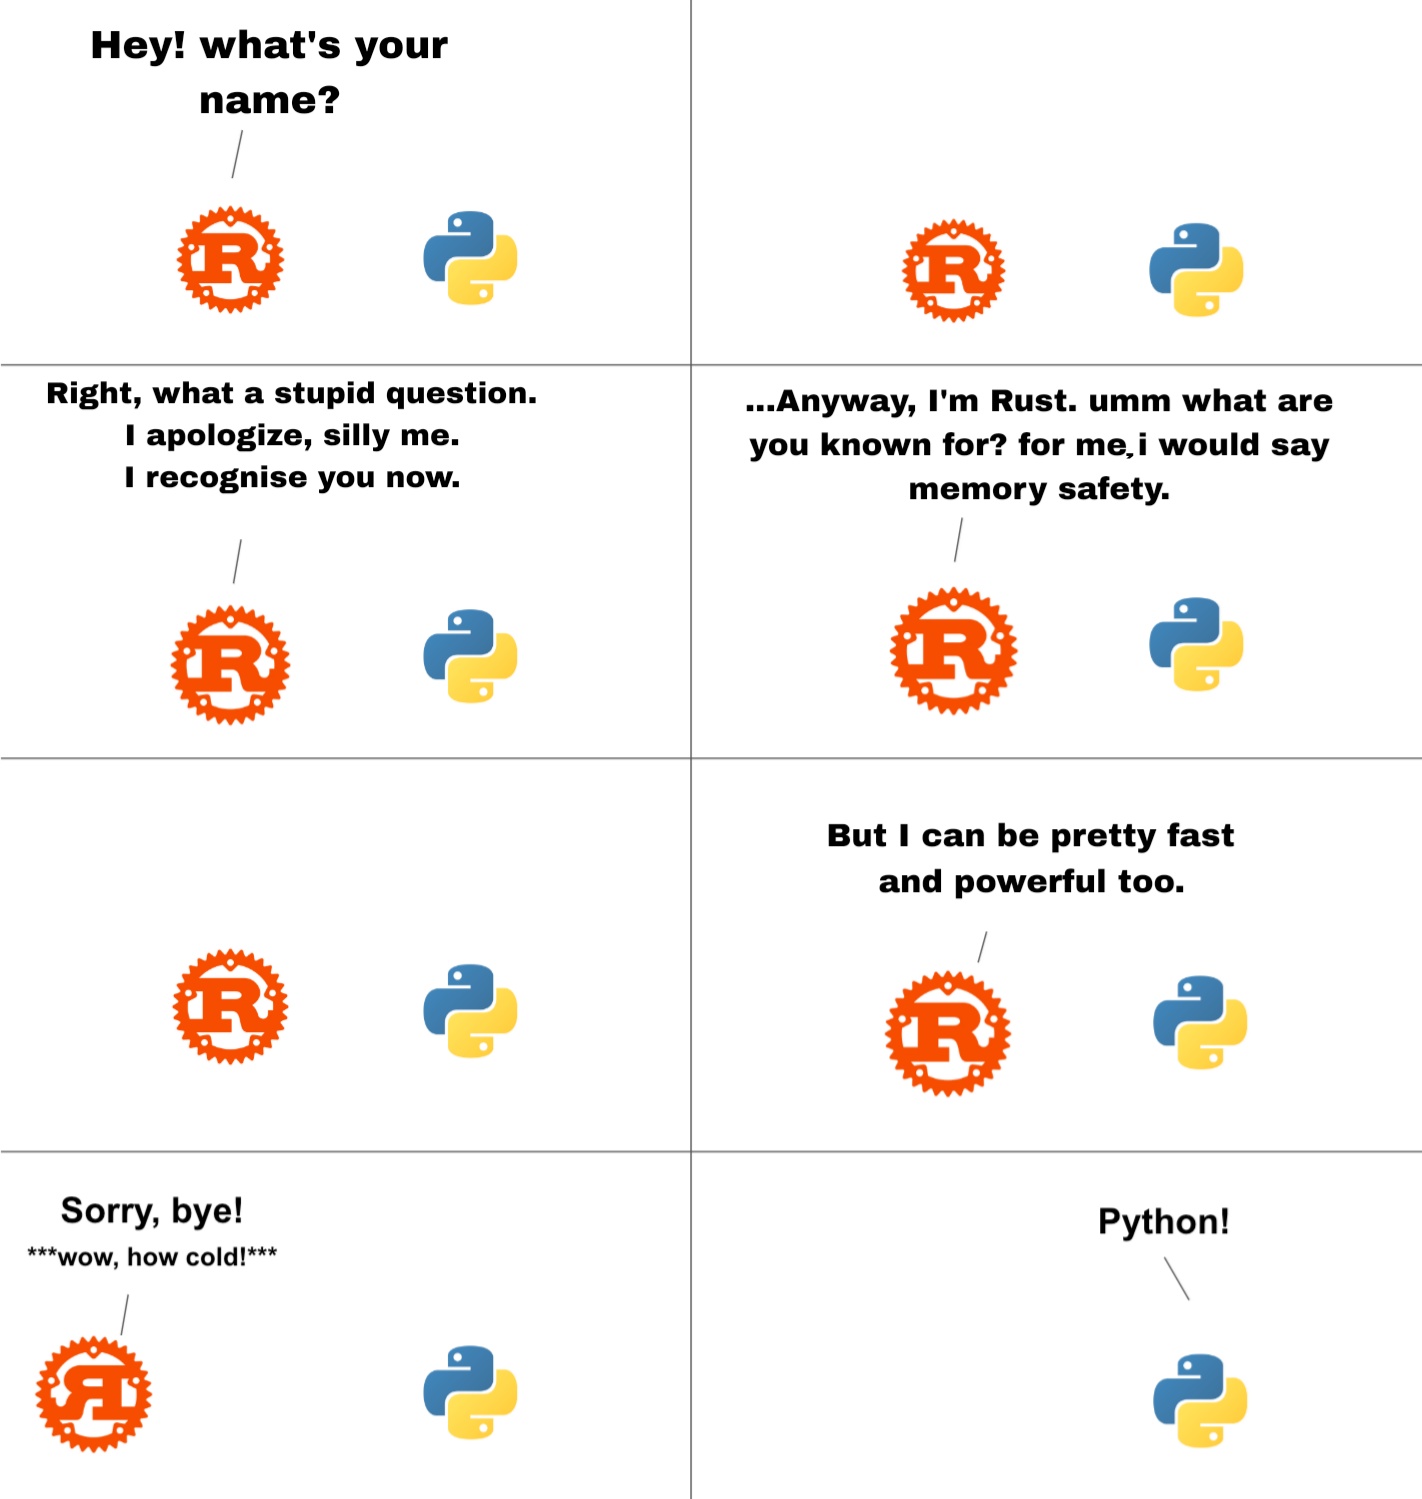 Hey! what's your
name?
R
R
Right, what a stupid question.
I apologize, silly me.
I recognise you now.
R
...Anyway, I'm Rust. umm what are
you known for? for me, i would say
memory safety.
R
R
But I can be pretty fast
and powerful too.
R
Sorry, bye!
***wow, how cold!***
R
Python!